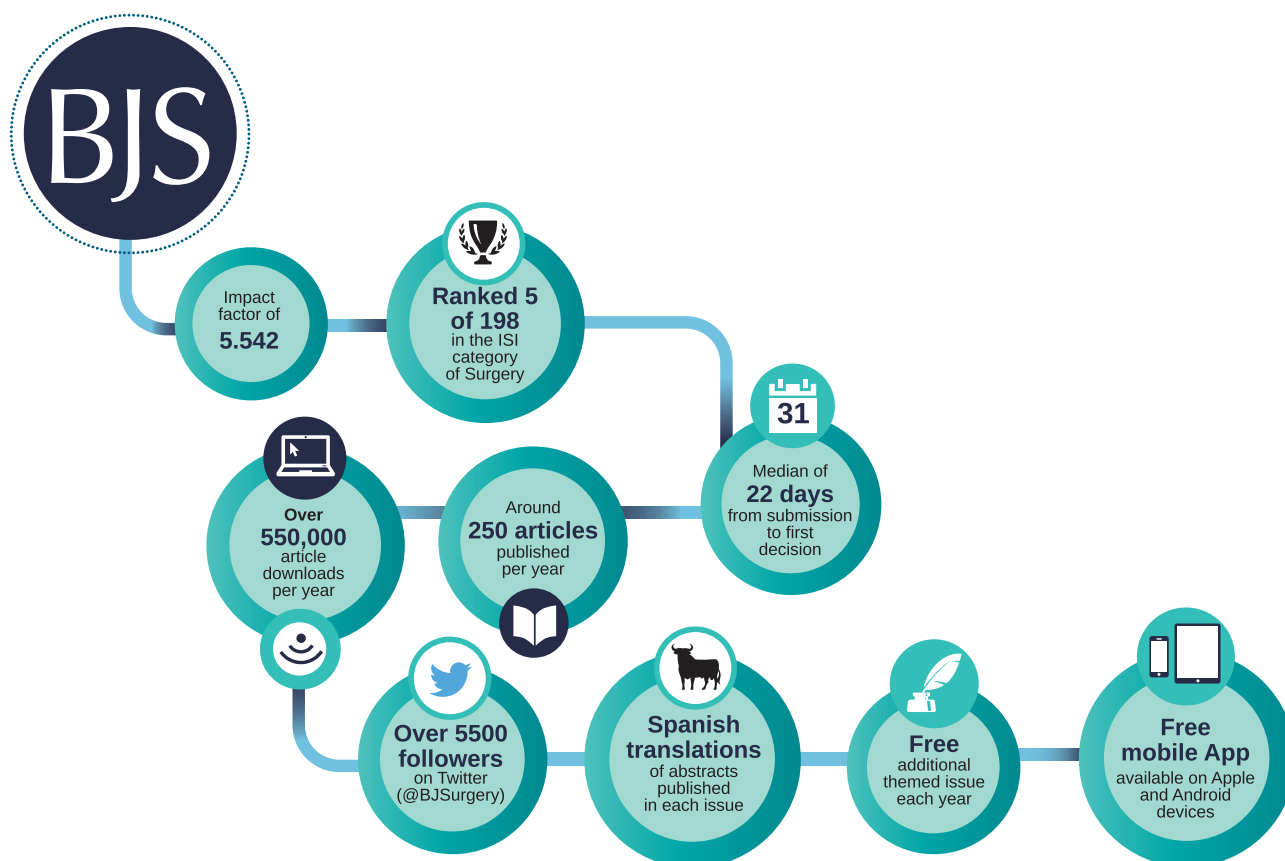 BJS
Impact
factor of
5.542
Ranked 5
of 198
in the ISI
category
of Surgery
31
Median of
22 days
from submission
to first
decision
Around
250 articles
published
per year
Over
550,000
article
downloads
per year
Over 5500
followers
on Twitter
(@BJSurgery)
Spanish
translations
of abstracts
published
in each issue
Free
additional
themed issue
each year
Free
mobile App
available on Apple
and Android
devices